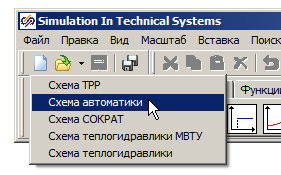 Simulation In Technical Systems
Файл Правка Вид Масштаб Вставка Поиск
Схема ТРР
Схема автоматики
Функции
Схема СОКРАТ
Схема теплогидравлики МВТУ
Схема теплогидравлики